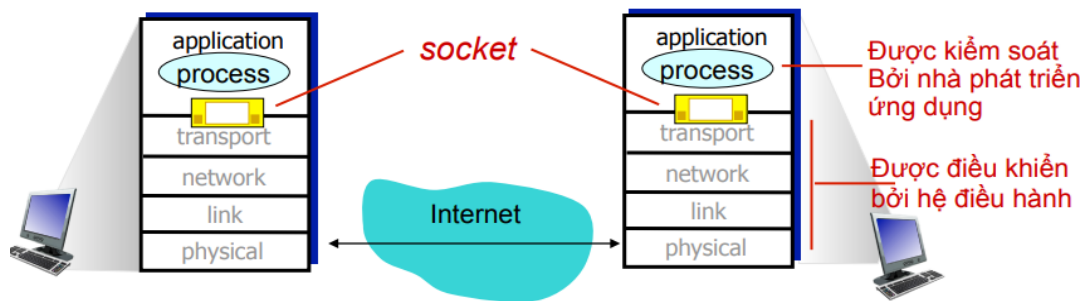 application
process
transport
network
link
physical
socket
Internet
application
process
transport
network
link
physical
Được kiểm soát
Bởi nhà phát triển
ứng dụng
Được điều khiển
bởi hệ điều hành